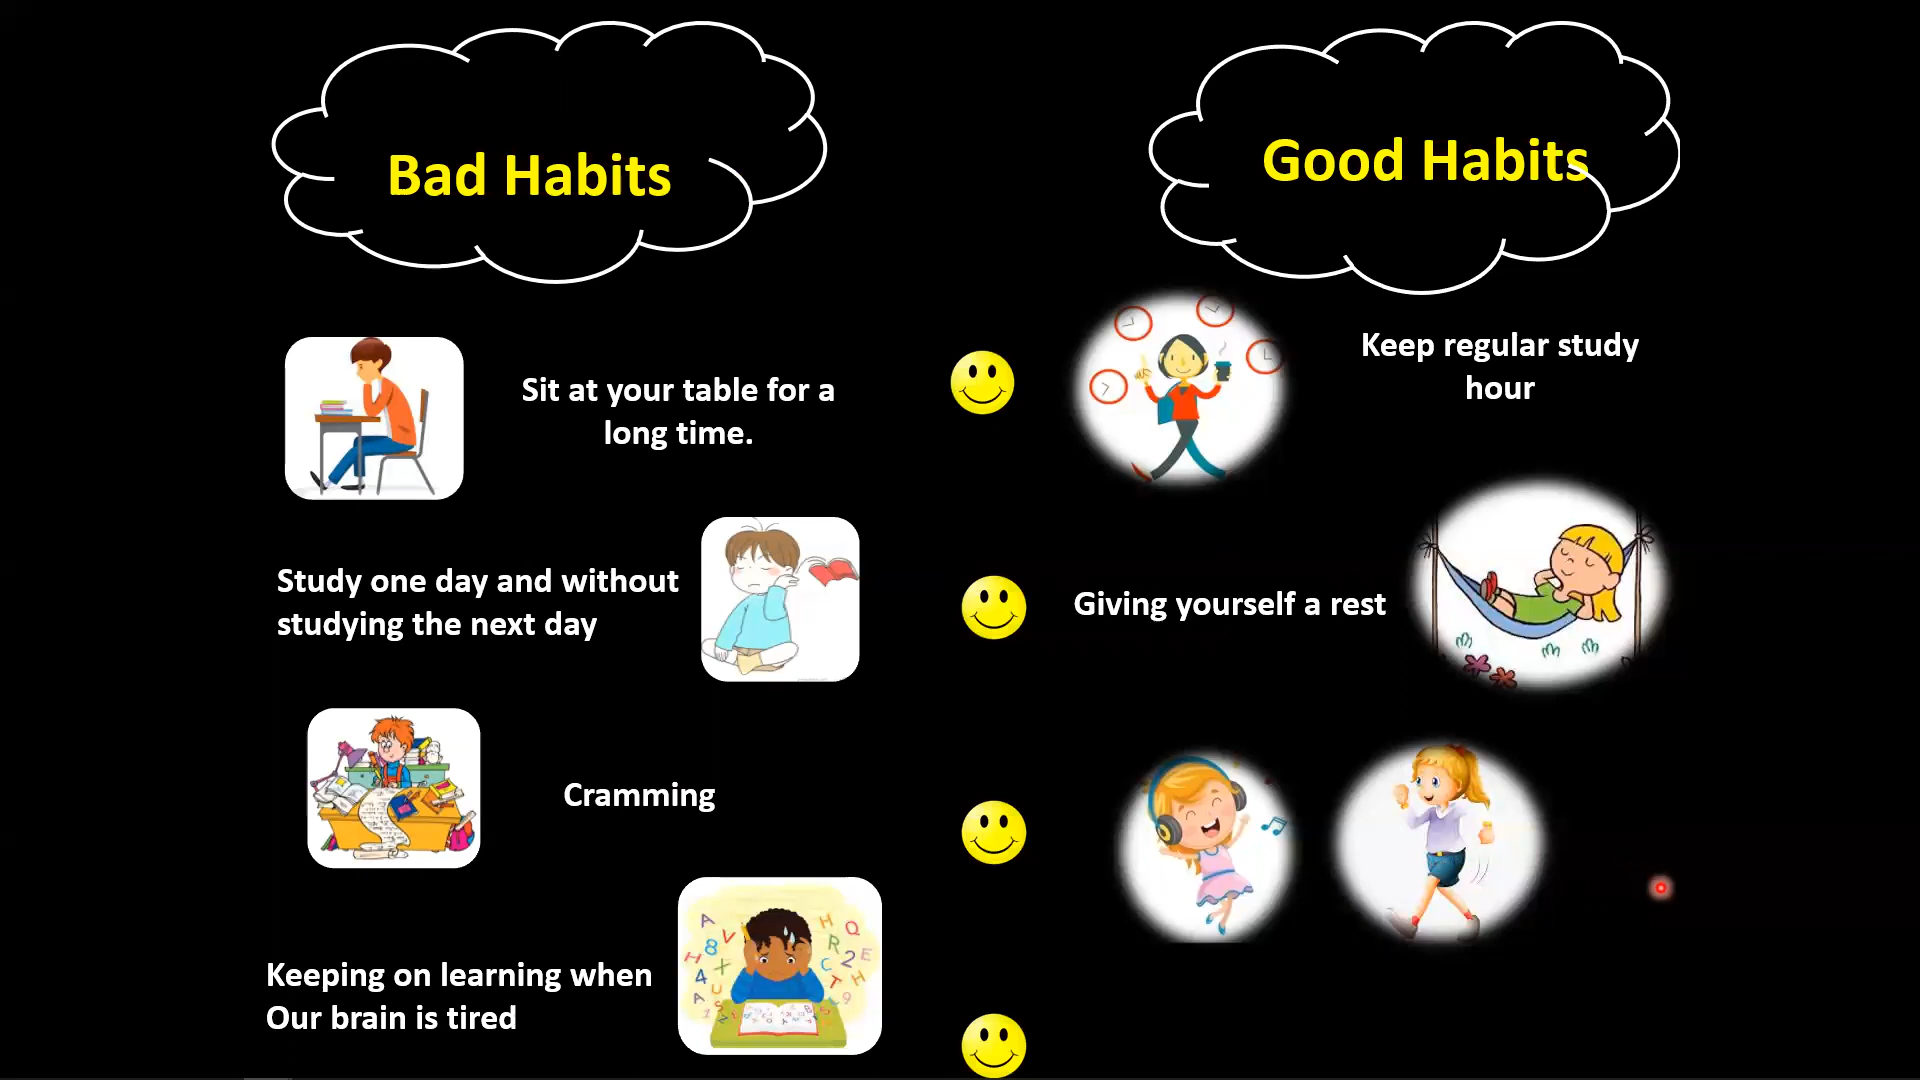 Bad Habits
Good Habits
Sit at your table for a
long time.
Keep regular study
hour
Study one day and without
studying the next day
Giving yourself a rest
Cramming
Keeping on learning when
Our brain is tired